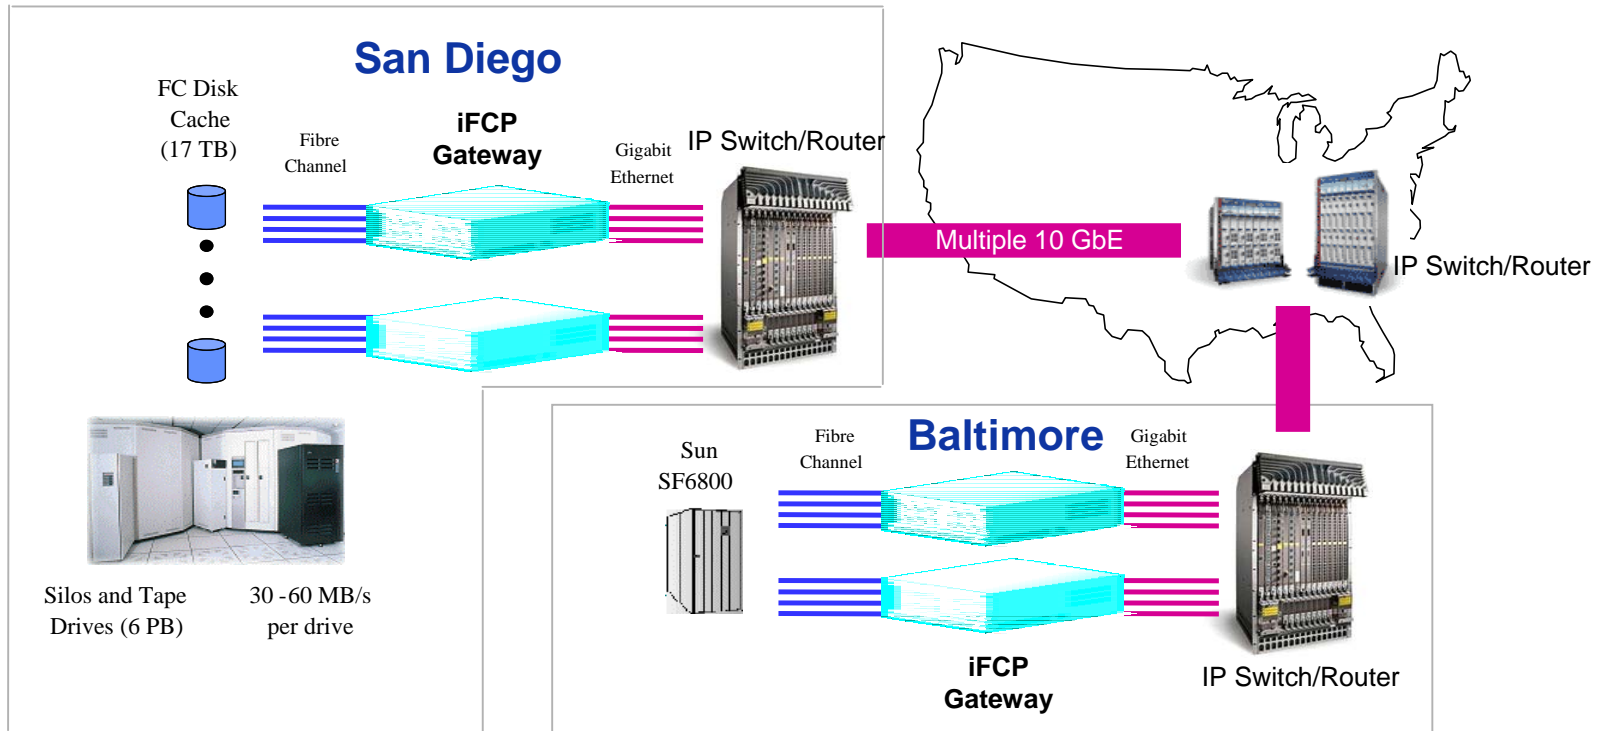 San Diego
FC Disk
Cache
(17 TB)
Fibre
Channel
iFCP
Gateway
Gigabit
Ethernet
IP Switch/Router
Multiple 10 GbE
IP Switch/Router
Silos and Tape
Drives (6 PB)
30 -60 MB/s
per drive
Baltimore
Sun
SF6800
Fibre
Channel
Gigabit
Ethernet
iFCP
Gateway
IP Switch/Router